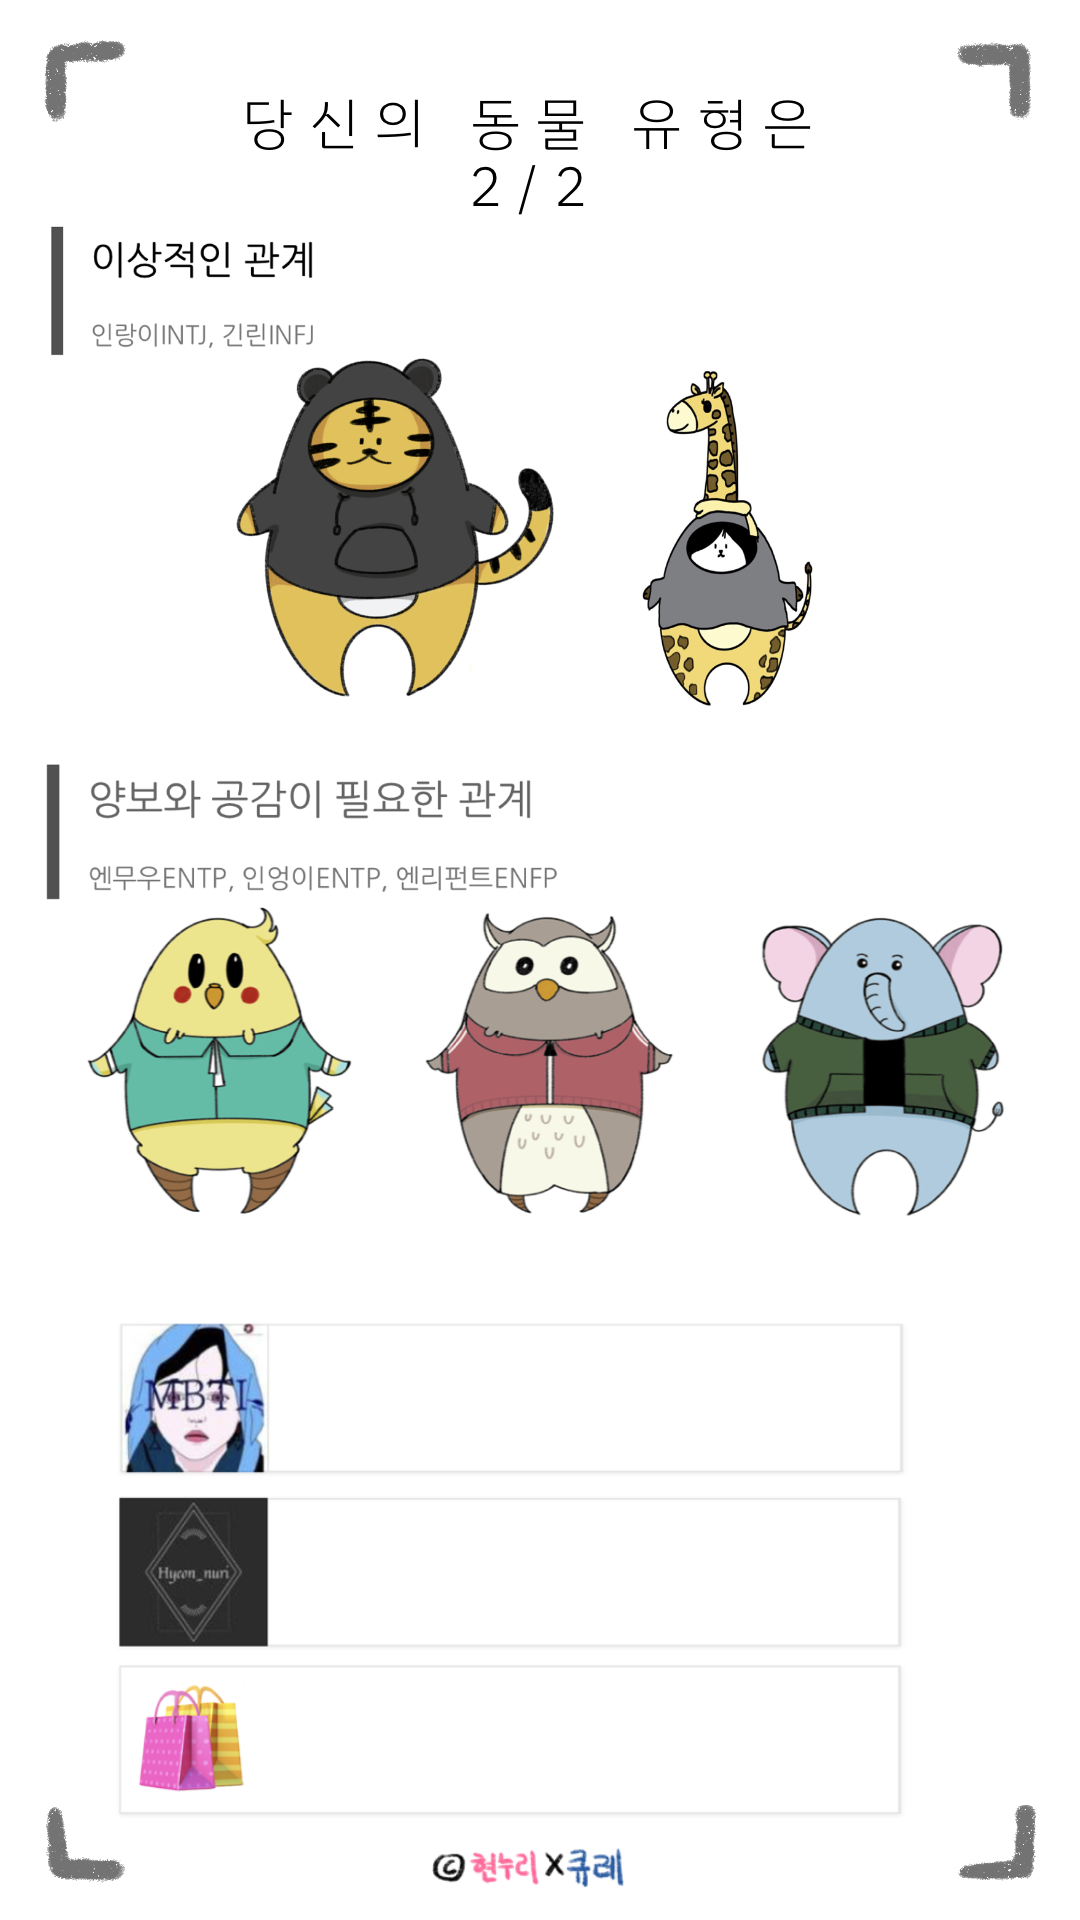 당신의 동물 유형은
2/2
이상적인 관계
인랑이INTJ, 긴린INFJ
양보와 공감이 필요한 관계
엔무우ENTP, 인엉이ENTP, 엔리펀트ENFP
MBTI
Hyeon_nuri
© 현누리 X 큐레